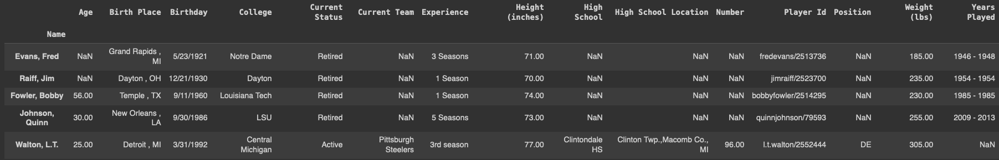 Age Birth Place Birthday College Current Status Current Team Experience Height (inches) High School High School Location Number Player Id Position Weight (lbs) Years Played
Name
Evans, Fred NaN Grand Rapids , MI 5/23/1921 Notre Dame Retired NaN 3 Seasons 71.00 NaN NaN NaN fredevans/2513736 NaN 185.00 1946 - 1948
Raiff, Jim NaN Dayton , OH 12/21/1930 Dayton Retired NaN 1 Season 70.00 NaN NaN NaN jimraiff/2523700 NaN 235.00 1954 - 1954
Fowler, Bobby 56.00 Temple , TX 9/11/1960 Louisiana Tech Retired NaN 1 Season 74.00 NaN NaN NaN bobbyfowler/2514295 NaN 230.00 1985 - 1985
Johnson, Quinn 30.00 New Orleans , LA 9/30/1986 LSU Retired NaN 5 Seasons 73.00 NaN NaN NaN quinnjohnson/79593 NaN 255.00 2009 - 2013
Walton, L.T. 25.00 Detroit , MI 3/31/1992 Central Michigan Active Pittsburgh Steelers 3rd season 77.00 Clintondale HS Clinton Twp.,Macomb Co., MI 96.00 l.t.walton/2552444 DE 305.00 NaN